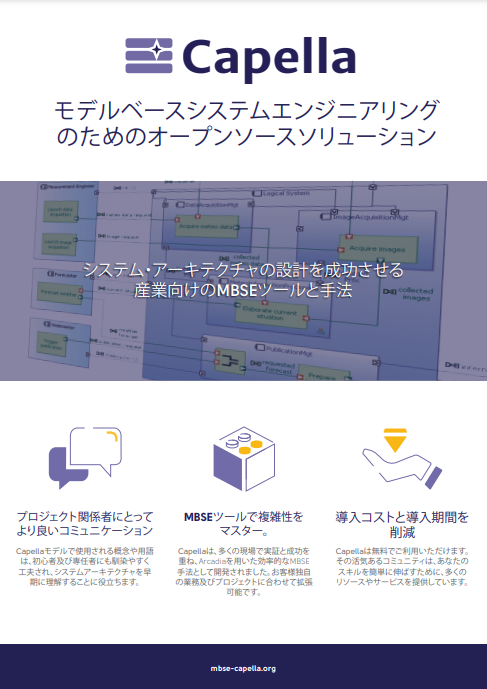 Capella
モデルベースシステムエンジニアリング
のためのオープンソースソリューション
Logical System
DataAcquisitionMgt
ImageAcquisitionMgt
Acquire Images
システム・アーキテクチャの設計を成功させる
産業向けのMBSEツールと手法
collected
images
Elaborate current
situation
PublicationMgt
requested
forecast
Prepare
プロジェクト関係者にとって
より良いコミュニケーション
Capellaモデルで使用される概念や用語
は、初心者及び専任者にも馴染やすく
工夫され、システムアーキテクチャを早
期に理解することに役立ちます。
MBSEツールで複雑性を
マスター。
Capellaは、多くの現場で実証と成功を
重ね、Arcadiaを用いた効率的なMBSE
手法として開発されました。お客様独自
の業務及びプロジェクトに合わせて拡張
可能です。
導入コストと導入期間を
削減
Capellaは無料でご利用いただけます。
その活気あるコミュニティは、あなたの
スキルを簡単に伸ばすために、多くの
リソースやサービスを提供しています。
mbse-capella.org